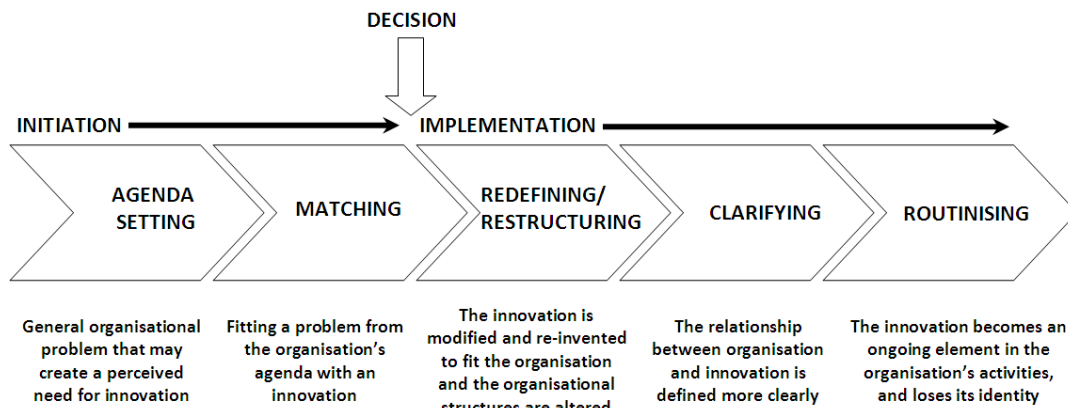 DECISION
INITIATION
IMPLEMENTATION
AGENDA
SETTING
MATCHING
REDEFINING/
RESTRUCTURING
CLARIFYING
ROUTINISING
General organisational
problem that may
create a perceived
need for innovation
Fitting a problem from
the organisation's
agenda with an
innovation
The innovation is
modified and re-invented
to fit the organisation
and the organisational
structures are altered
The relationship
between organisation
and innovation is
defined more clearly
The innovation becomes an
ongoing element in the
organisation's activities,
and loses its identity